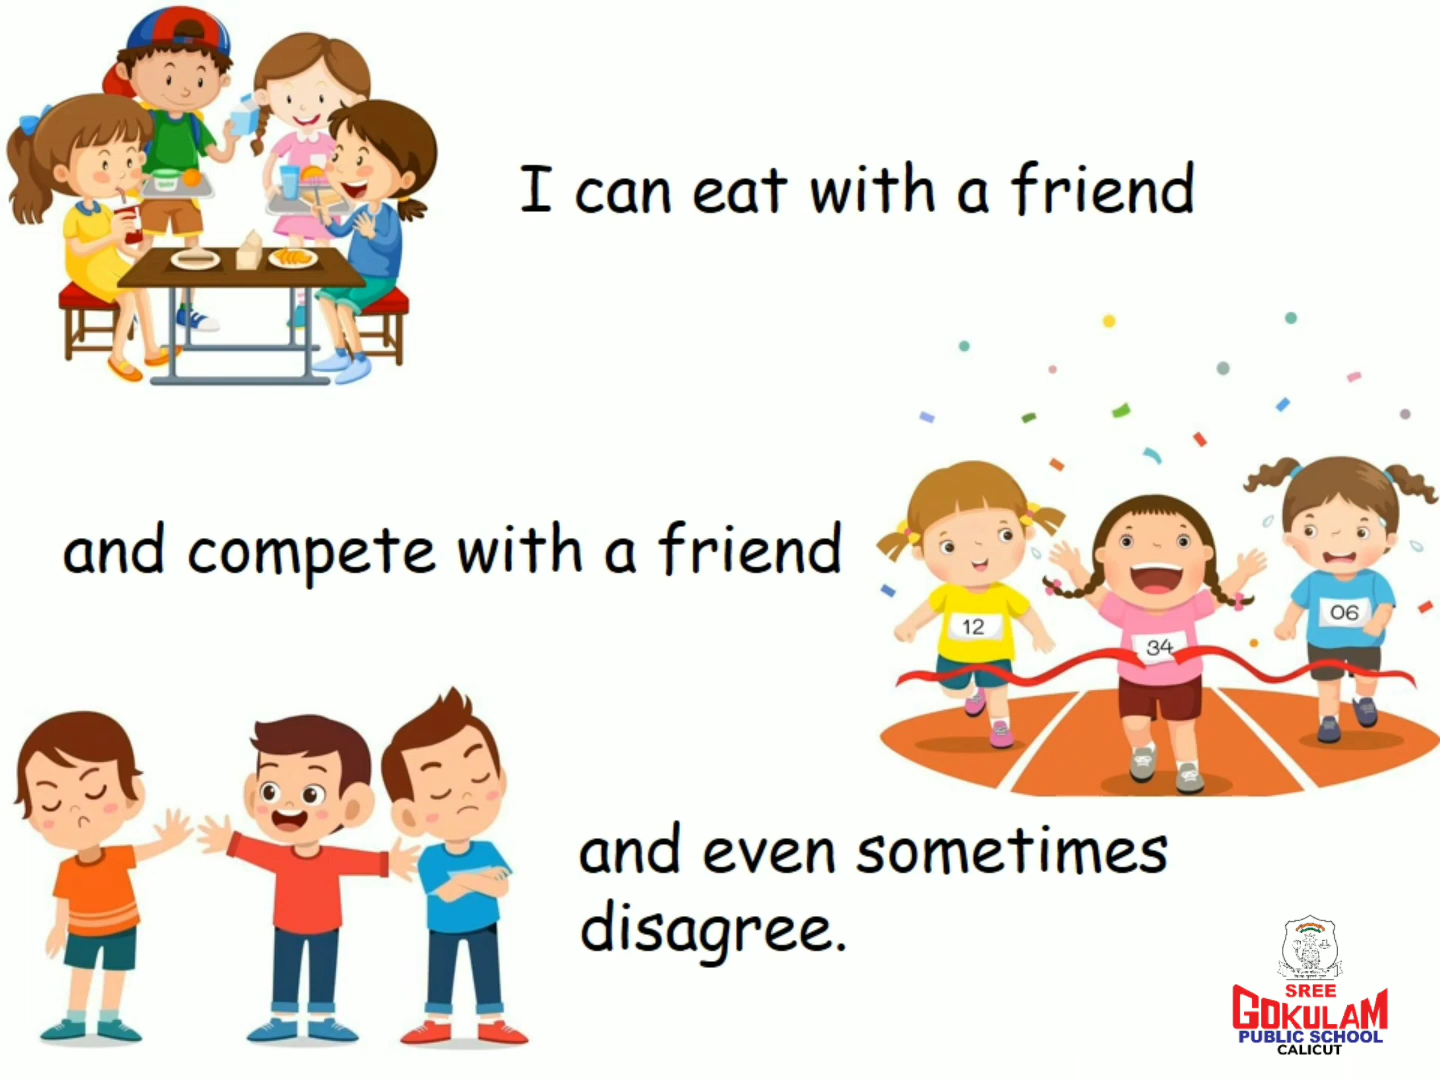 I can eat with a friend
and compete with a friend
12
34
06
and even sometimes
disagree.
SREE
GOKULAM
PUBLIC SCHOOL
CALICUT